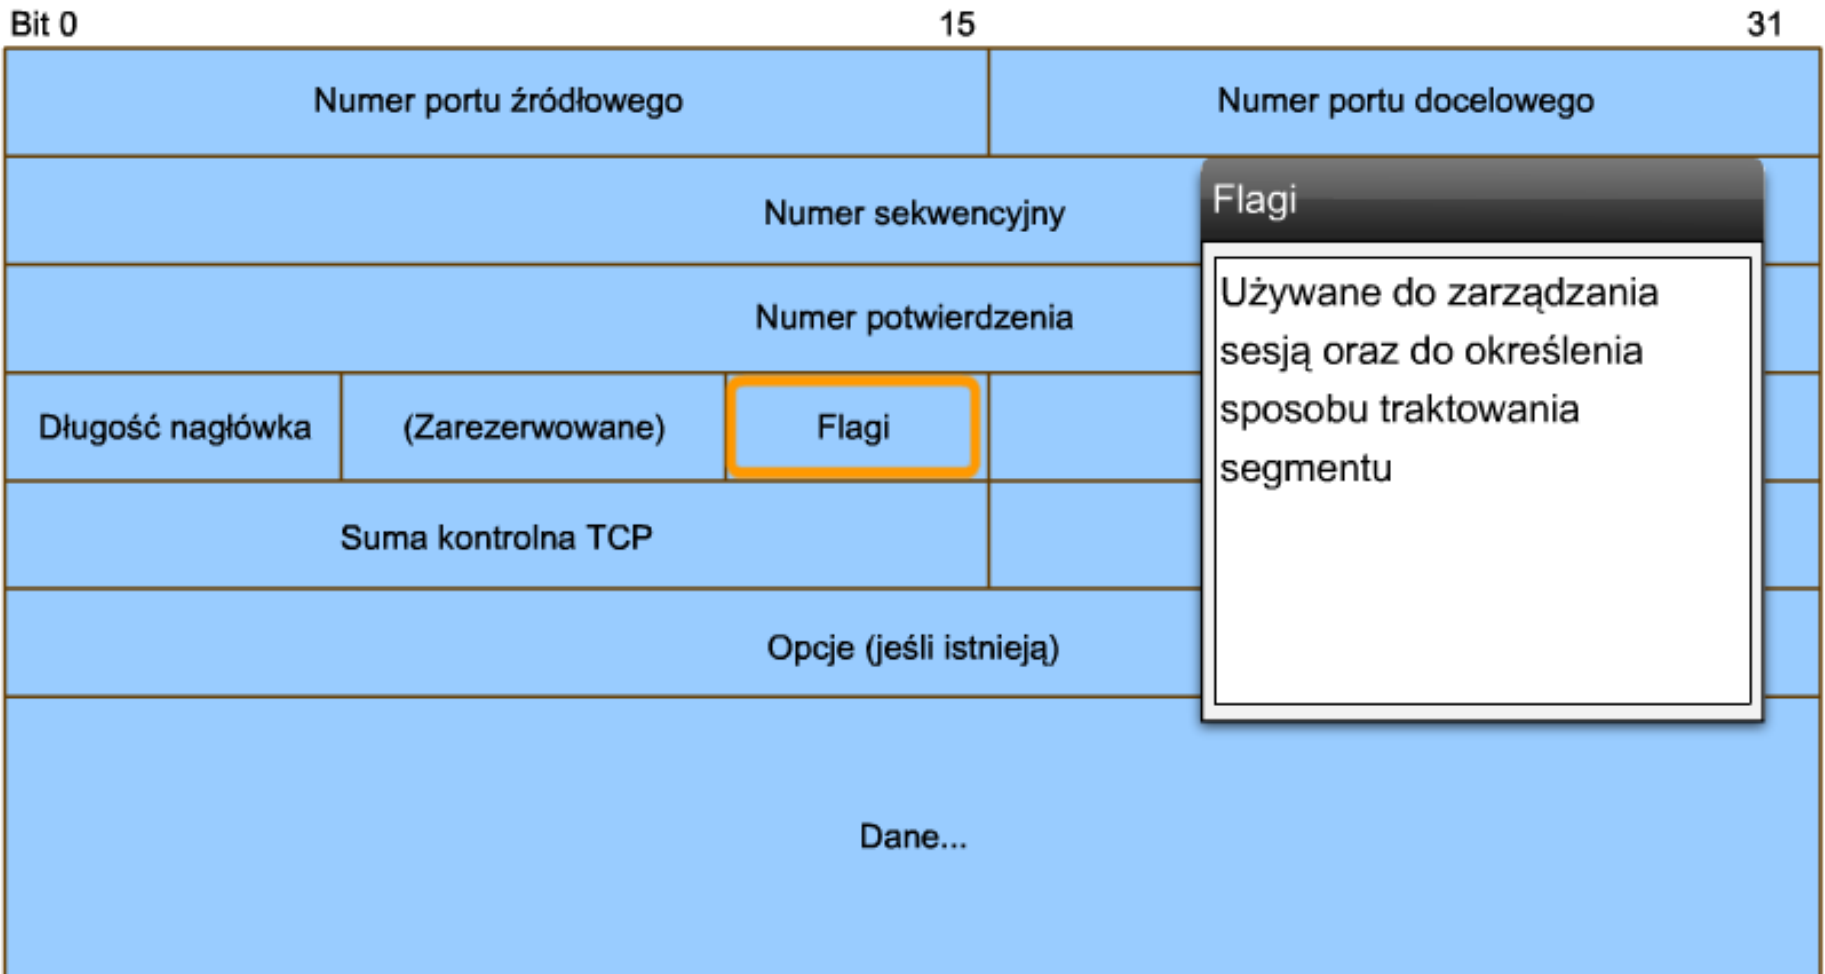 Bit 0 15 31
Numer portu źródłowego Numer portu docelowego
Numer sekwencyjny
Numer potwierdzenia
Długość nagłówka (Zarezerwowane) Flagi
Suma kontrolna TCP
Opcje (jeśli istnieją)
Dane...
Flagi
Używane do zarządzania
sesją oraz do określenia
sposobu traktowania
segmentu